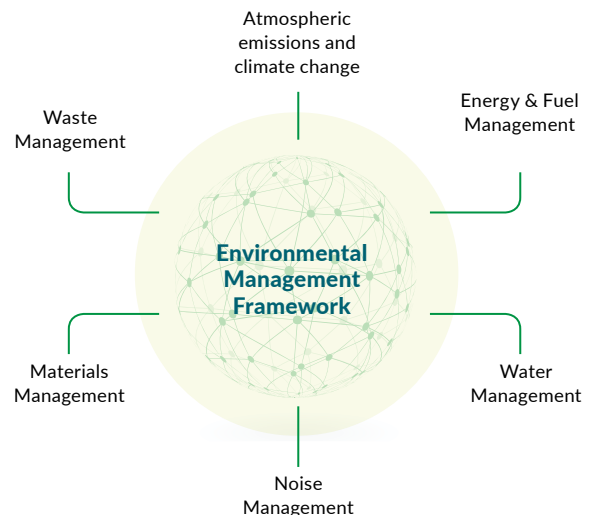 Atmospheric
emissions and
climate change
Energy & Fuel
Management
Waste
Management
Environmental
Management
Framework
Materials
Management
Water
Management
Noise
Management